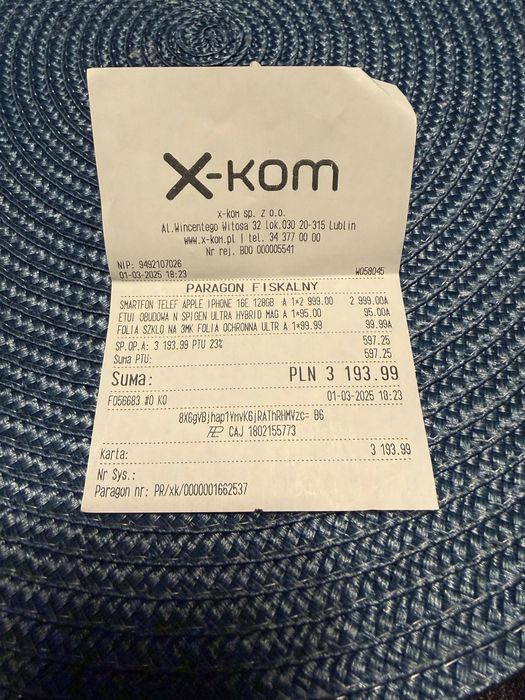 X-KOM
x-kom sp. z o.o.
Al.Wincentego Witosa 32 lok.030 20-315 Lublin
www.x-kom.pl | tel. 34 377 00 00
Nr rej. BDO 000005541
NIP: 9492107026
01-03-2025 18:23 W058045
PARAGON FISKALNY
SMARTFON TELEF APPLE IPHONE 16E 128GB A 1*2 999.00 2 999.00A
ETUI OBUDOWA N SPIGEN ULTRA HYBRID MAG A 1*95.00 95.00A
FOLIA SZKLO NA 3MK FOLIA OCHRONNA ULTR A 1*99.99 99.99A
SP.OP.A: 3 193.99 PTU 23% 597.25
Suma PTU: 597.25
Suma: PLN 3 193.99
F056683 #0 KO 01-03-2025 18:23
8X6gVBjhap1YnvK6jRAThRHMVzc= B6
CAJ 1802155773
Karta: 3 193.99
Nr Sys.:
Paragon nr: PR/xk/0000001662537